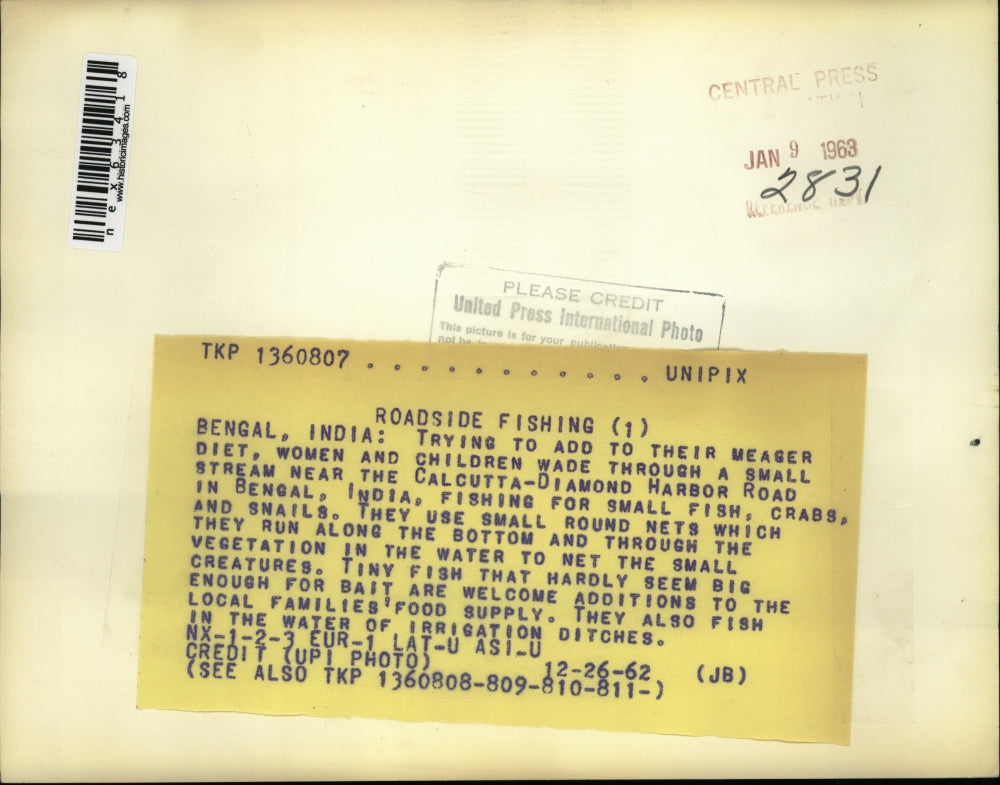 CENTRAL PRESS
JAN 9 1963
2831
nex63418
www.historicimages.com
PLEASE CREDIT
United Press International Photo
This picture is for your
not be
TKP 1360807 . . . . . . . . . . . . UNIPIX
ROADSIDE FISHING (1)
BENGAL, INDIA: TRYING TO ADD TO THEIR MEAGER
DIET, WOMEN AND CHILDREN WADE THROUGH A SMALL
STREAM NEAR THE CALCUTTA-DIAMOND HARBOR ROAD
IN BENGAL, INDIA, FISHING FOR SMALL FISH, CRABS,
AND SNAILS. THEY USE SMALL ROUND NETS WHICH
THEY RUN ALONG THE BOTTOM AND THROUGH THE
VEGETATION IN THE WATER TO NET THE SMALL
CREATURES. TINY FISH THAT HARDLY SEEM BIG
ENOUGH FOR BAIT ARE WELCOME ADDITIONS TO THE
LOCAL FAMILIES'FOOD SUPPLY. THEY ALSO FISH
IN THE WATER OF IRRIGATION DITCHES.
NX-1-2-3 EUR-1 LAT-U ASI-U
CREDIT (UPI PHOTO) 12-26-62 (JB)
(SEE ALSO TKP 1360808-809-810-811-)